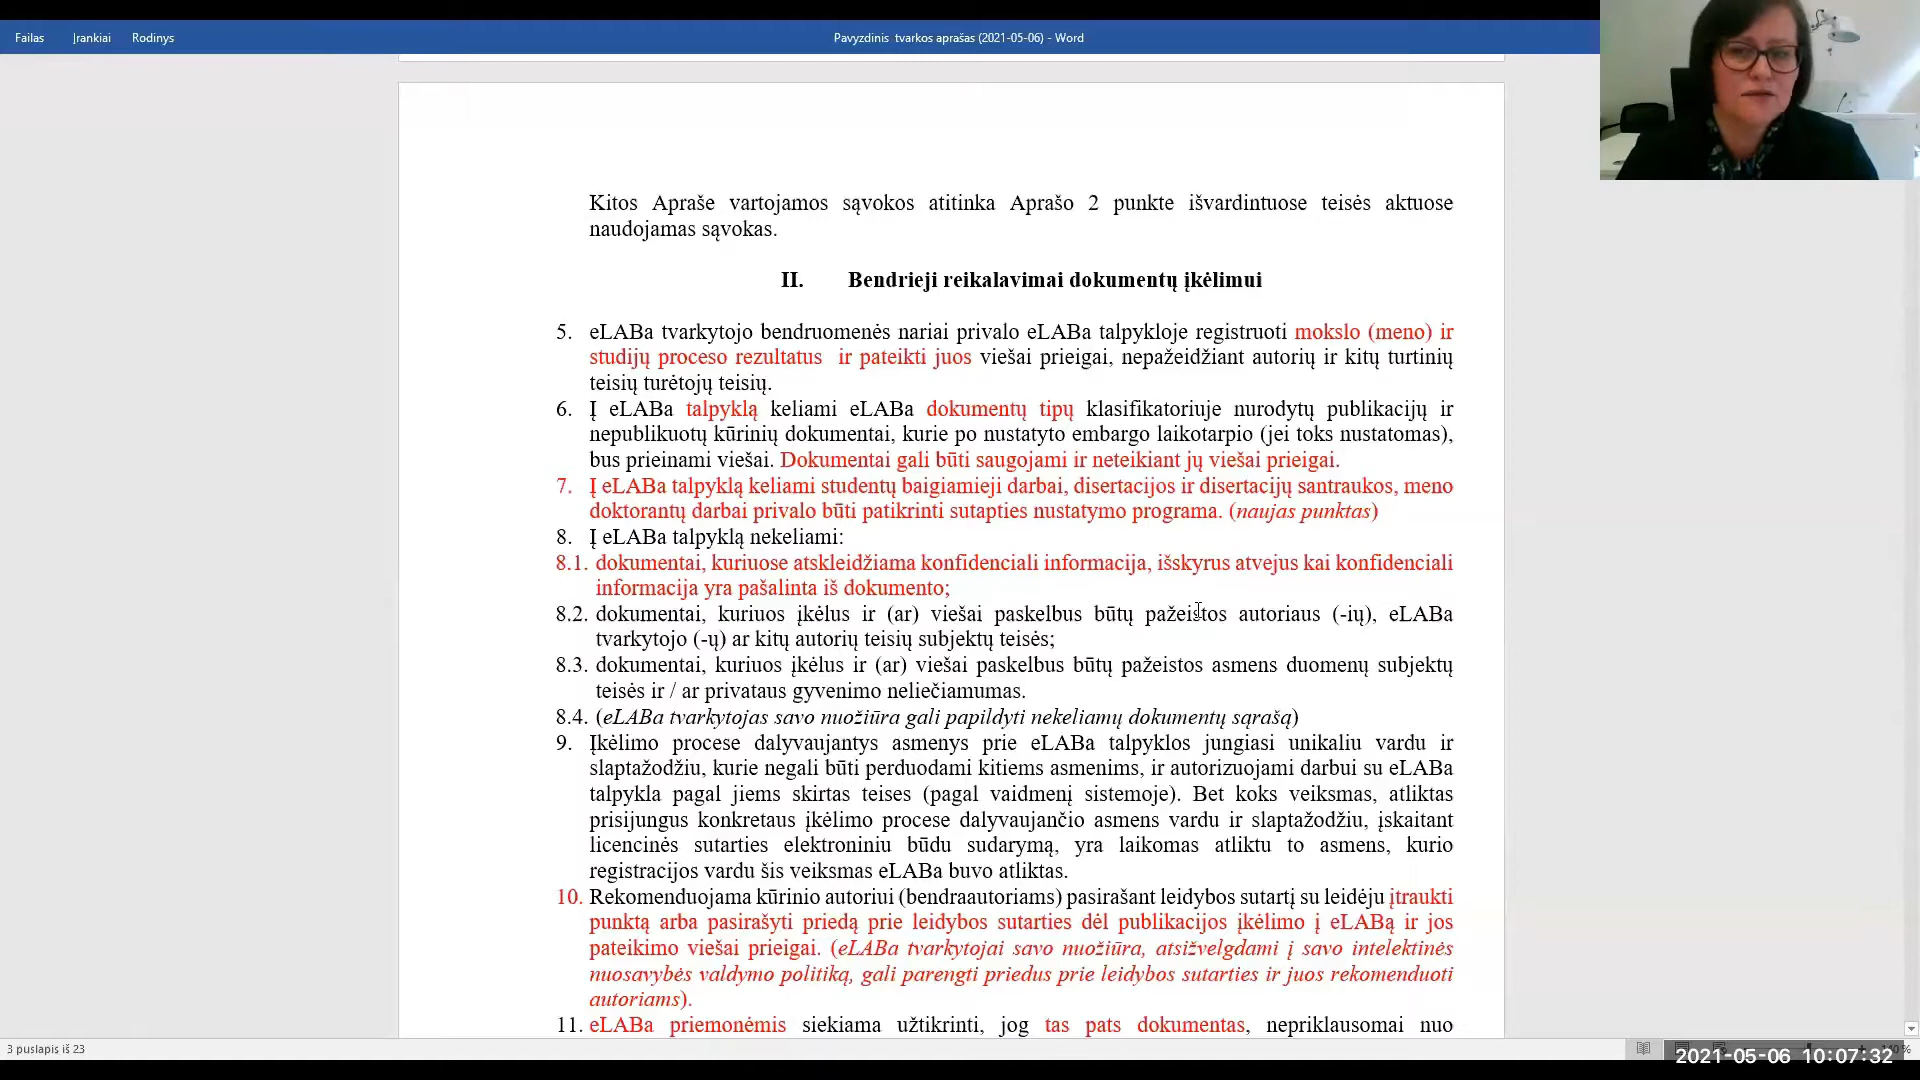 Failas Įrankiai Rodinys
Pavyzdinis tvarkos aprašas (2021-05-06) - Word
Kitos Apraše vartojamos sąvokos atitinka Aprašo 2 punkte išvardintuose teisės aktuose
naudojamas sąvokas.
II. Bendrieji reikalavimai dokumentų įkėlimui
5. eLABa tvarkytojo bendruomenės nariai privalo eLABa talpykloje registruoti mokslo (meno) ir
studijų proceso rezultatus ir pateikti juos viešai prieigai, nepažeidžiant autorių ir kitų turtinių
teisių turėtojų teisių.
6. Į eLABa talpyklą keliami eLABa dokumentų tipų klasifikatoriuje nurodytų publikacijų ir
nepublikuotų kūrinių dokumentai, kurie po nustatyto embargo laikotarpio (jei toks nustatomas),
bus prieinami viešai. Dokumentai gali būti saugojami ir neteikiant jų viešai prieigai.
7. Į eLABa talpyklą keliami studentų baigiamieji darbai, disertacijos ir disertacijų santraukos, meno
doktorantų darbai privalo būti patikrinti sutapties nustatymo programa. (naujas punktas)
8. Į eLABa talpyklą nekeliami:
8.1. dokumentai, kuriuose atskleidžiama konfidenciali informacija, išskyrus atvejus kai konfidenciali
informacija yra pašalinta iš dokumento;
8.2. dokumentai, kuriuos įkėlus ir (ar) viešai paskelbus būtų pažeistos autoriaus (-ių), eLABa
tvarkytojo (-ų) ar kitų autorių teisių subjektų teisės;
8.3. dokumentai, kuriuos įkėlus ir (ar) viešai paskelbus būtų pažeistos asmens duomenų subjektų
teisės ir / ar privataus gyvenimo neliečiamumas.
8.4. (eLABa tvarkytojas savo nuožiūra gali papildyti nekeliamų dokumentų sąrašą)
9. Įkėlimo procese dalyvaujantys asmenys prie eLABa talpyklos jungiasi unikaliu vardu ir
slaptažodžiu, kurie negali būti perduodami kitiems asmenims, ir autorizuojami darbui su eLABa
talpykla pagal jiems skirtas teises (pagal vaidmenį sistemoje). Bet koks veiksmas, atliktas
prisijungus konkretaus įkėlimo procese dalyvaujančio asmens vardu ir slaptažodžiu, įskaitant
licencinės sutarties elektroniniu būdu sudarymą, yra laikomas atliktu to asmens, kurio
registracijos vardu šis veiksmas eLABa buvo atliktas.
10. Rekomenduojama kūrinio autoriui (bendraautoriams) pasirašant leidybos sutartį su leidėju įtraukti
punktą arba pasirašyti priedą prie leidybos sutarties dėl publikacijos įkėlimo į eLABą ir jos
pateikimo viešai prieigai. (eLABa tvarkytojai savo nuožiūra, atsižvelgdami į savo intelektinės
nuosavybės valdymo politiką, gali parengti priedus prie leidybos sutarties ir juos rekomenduoti
autoriams).
11. eLABa priemonėmis siekiama užtikrinti, jog tas pats dokumentas, nepriklausomai nuo
3 puslapis iš 23
2021-05-06 10:07:32